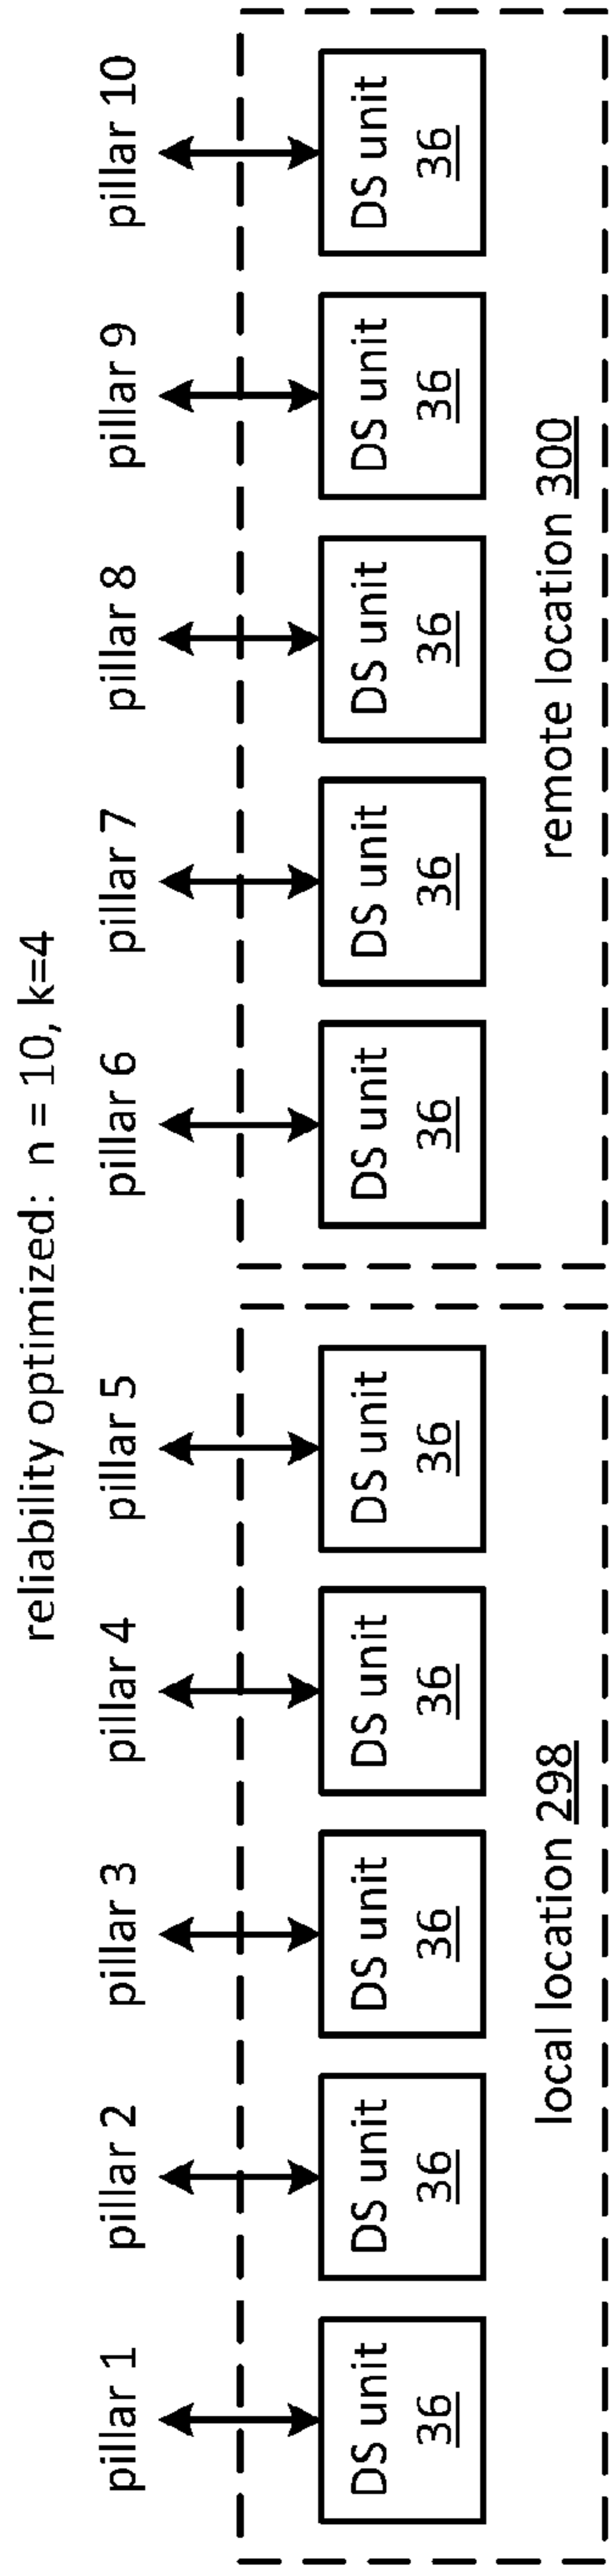 reliability optimized: n = 10, k=4
pillar 1
pillar 2
pillar 3
pillar 4
pillar 5
pillar 6
pillar 7
pillar 8
pillar 9
pillar 10
DS unit
36
DS unit
36
DS unit
36
DS unit
36
DS unit
36
DS unit
36
DS unit
36
DS unit
36
DS unit
36
DS unit
36
local location 298
remote location 300